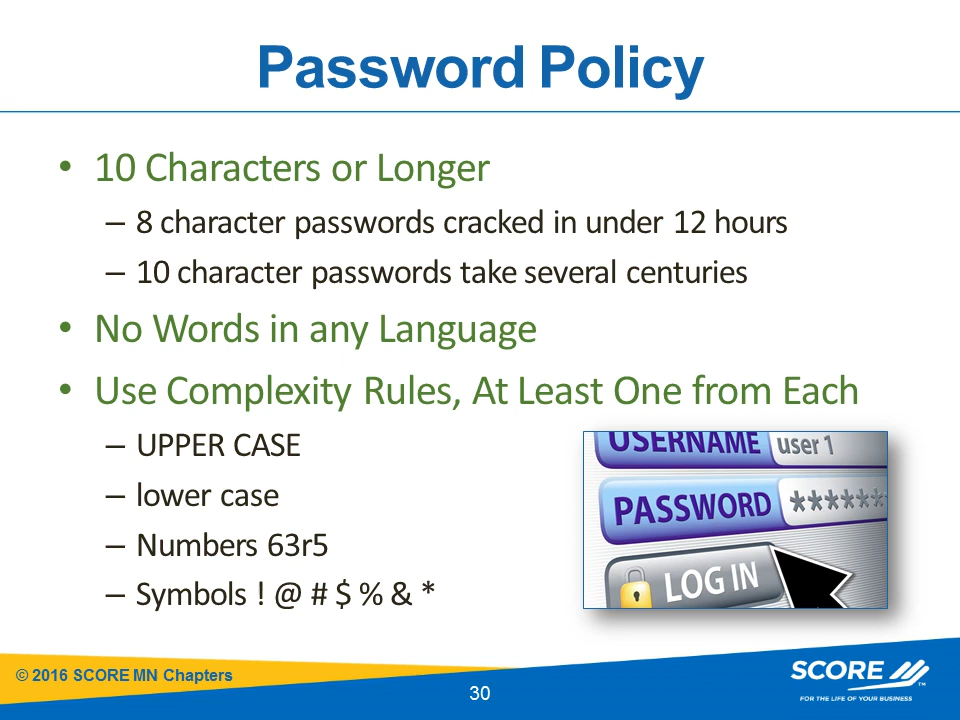 Password Policy
• 10 Characters or Longer
– 8 character passwords cracked in under 12 hours
– 10 character passwords take several centuries
• No Words in any Language
• Use Complexity Rules, At Least One from Each
– UPPER CASE
– lower case
– Numbers 63r5
– Symbols ! @ # $ % & *
USERNAME user 1
PASSWORD *******
LOG IN
© 2016 SCORE MN Chapters
30
SCORE ™
FOR THE LIFE OF YOUR BUSINESS